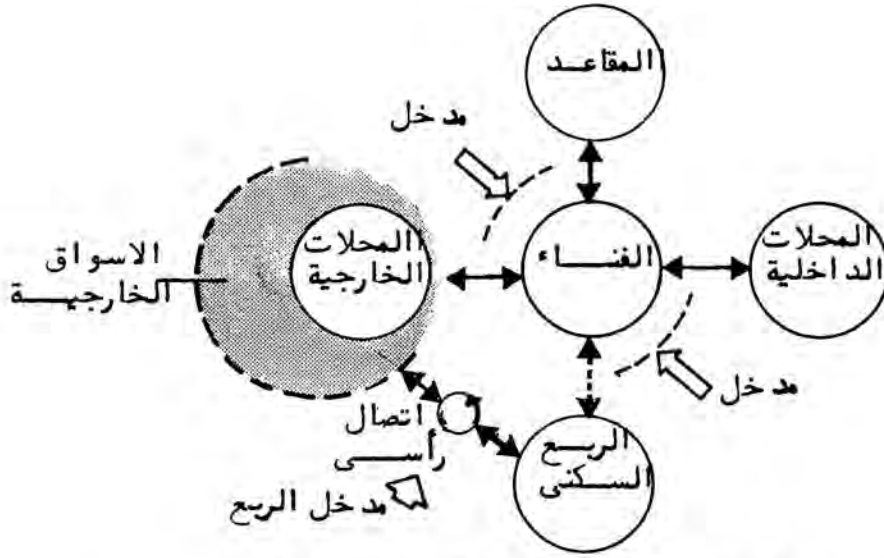 المقاعد
مدخل
المحلات
الداخلية
الفناء
المحلات
الخارجية
الاسواق
الخارجية
مدخل
الربع
السكنى
اتصال
رأسى
مدخل الربع